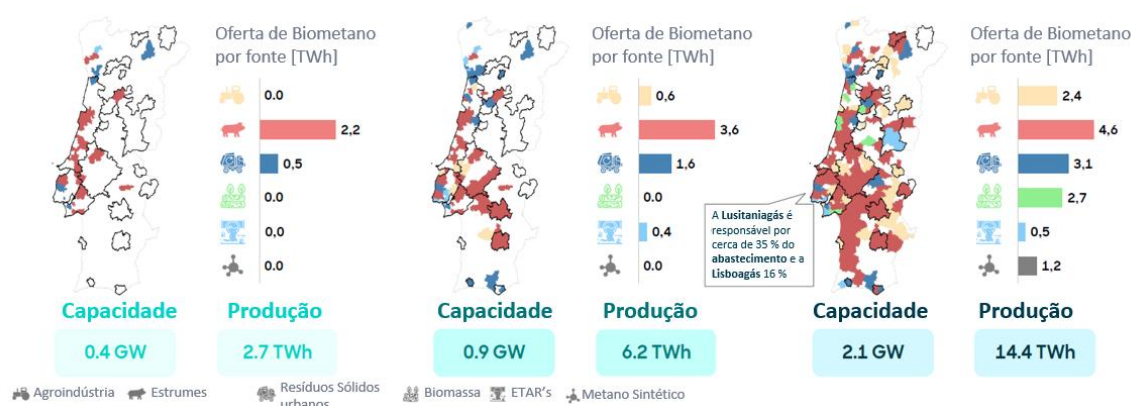 Oferta de Biometano
por fonte [TWh]
0.0
2,2
0,5
0.0
0,0
0.0
Capacidade
Produção
0.4 GW
2.7 TWh
Oferta de Biometano
por fonte [TWh]
0,6
3,6
1,6
0.0
0,4
0.0
Capacidade
Produção
0.9 GW
6.2 TWh
Oferta de Biometano
por fonte [TWh]
2,4
4,6
3,1
2,7
0,5
1,2
A Lusitaniagás é
responsável por
cerca de 35 % do
abastecimento e a
Lisboagás 16 %
Capacidade
Produção
2.1 GW
14.4 TWh
Agroindústria
Estrumes
Resíduos Sólidos
urbanos
Biomassa
ETAR's
Metano Sintético